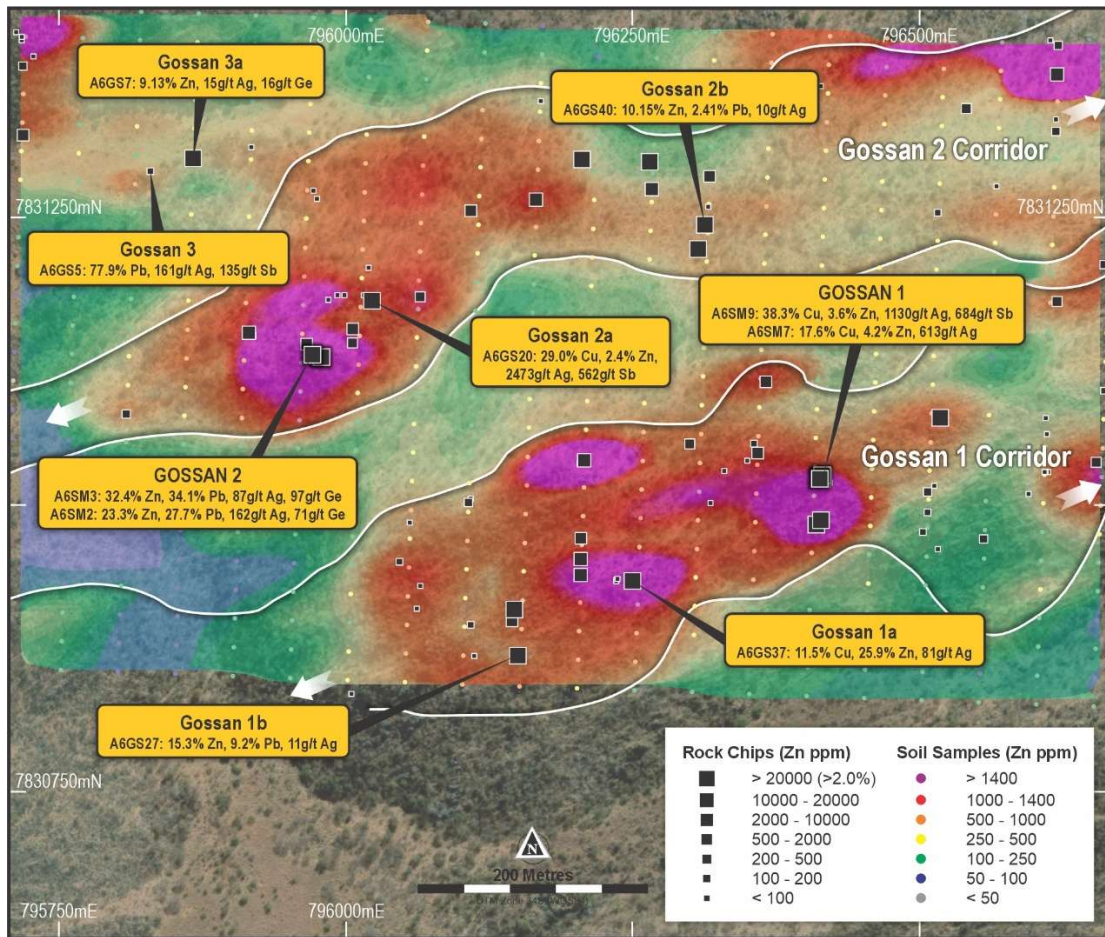 796000mE
796250mE
796500mE
Gossan 3a
A6GS7: 9.13% Zn, 15g/t Ag, 16g/t Ge
Gossan 2b
A6GS40: 10.15% Zn, 2.41% Pb, 10g/t Ag
Gossan 2 Corridor
7831250mN
7831250mN
Gossan 3
A6GS5: 77.9% Pb, 161g/t Ag, 135g/t Sb
GOSSAN 1
A6SM9: 38.3% Cu, 3.6% Zn, 1130g/t Ag, 684g/t Sb
A6SM7: 17.6% Cu, 4.2% Zn, 613g/t Ag
Gossan 2a
A6GS20: 29.0% Cu, 2.4% Zn,
2473g/t Ag, 562g/t Sb
Gossan 1 Corridor
GOSSAN 2
A6SM3: 32.4% Zn, 34.1% Pb, 87g/t Ag, 97g/t Ge
A6SM2: 23.3% Zn, 27.7% Pb, 162g/t Ag, 71g/t Ge
Gossan 1a
A6GS37: 11.5% Cu, 25.9% Zn, 81g/t Ag
Gossan 1b
A6GS27: 15.3% Zn, 9.2% Pb, 11g/t Ag
7830750mN
Rock Chips (Zn ppm)
> 20000 (>2.0%)
10000 - 20000
2000 - 10000
500 - 2000
200 - 500
100 - 200
< 100
Soil Samples (Zn ppm)
> 1400
1000 - 1400
500 - 1000
250 - 500
100 - 250
50 - 100
< 50
N
200 Metres
UTM Zone
795750mE
796000mE